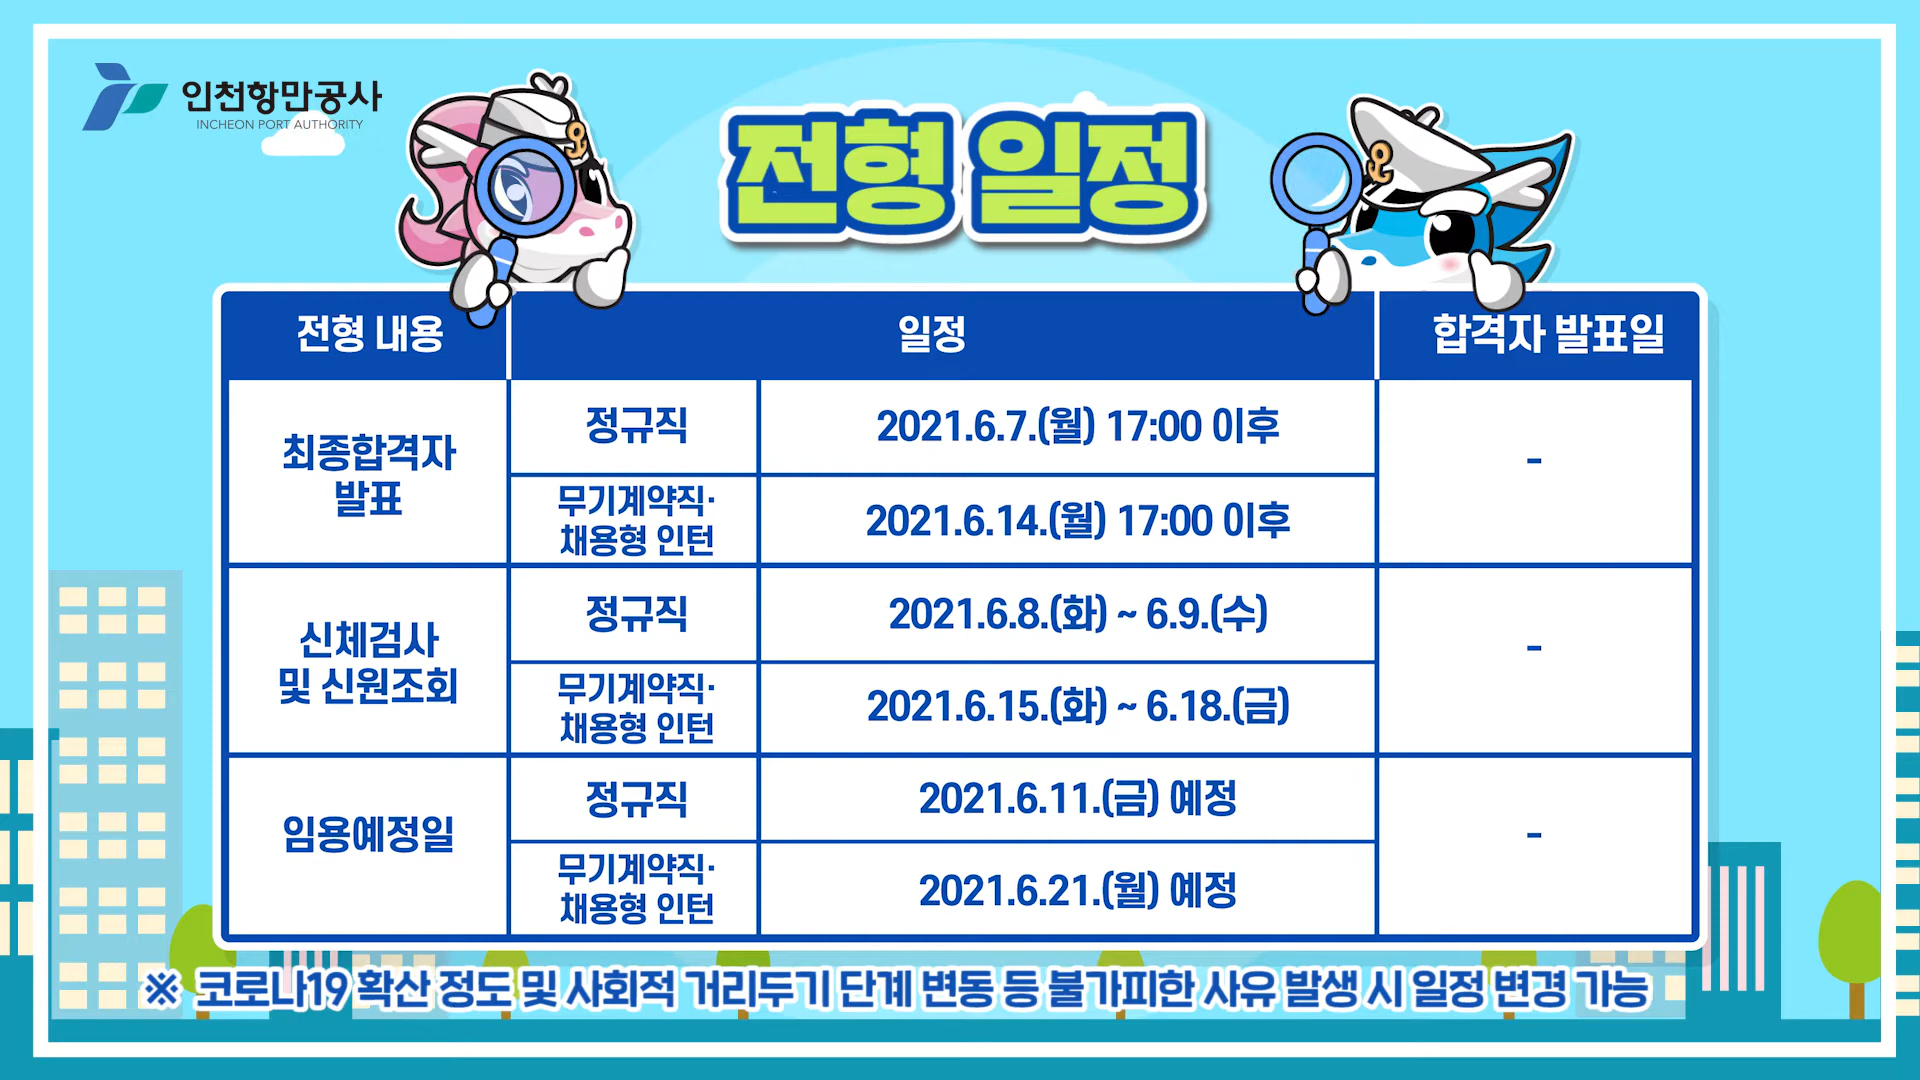 인천항만공사
INCHEON PORT AUTHORITY
전형 일정
전형 내용 일정 합격자 발표일
최종합격자
발표
정규직 2021.6.7.(월) 17:00 이후
-
무기계약직·
채용형 인턴
2021.6.14.(월) 17:00 이후
신체검사
및 신원조회
정규직 2021.6.8.(화) ~ 6.9.(수)
-
무기계약직·
채용형 인턴
2021.6.15.(화) ~ 6.18.(금)
임용예정일
정규직 2021.6.11.(금) 예정
-
무기계약직·
채용형 인턴
2021.6.21.(월) 예정
※ 코로나19 확산 정도 및 사회적 거리두기 단계 변동 등 불가피한 사유 발생 시 일정 변경 가능